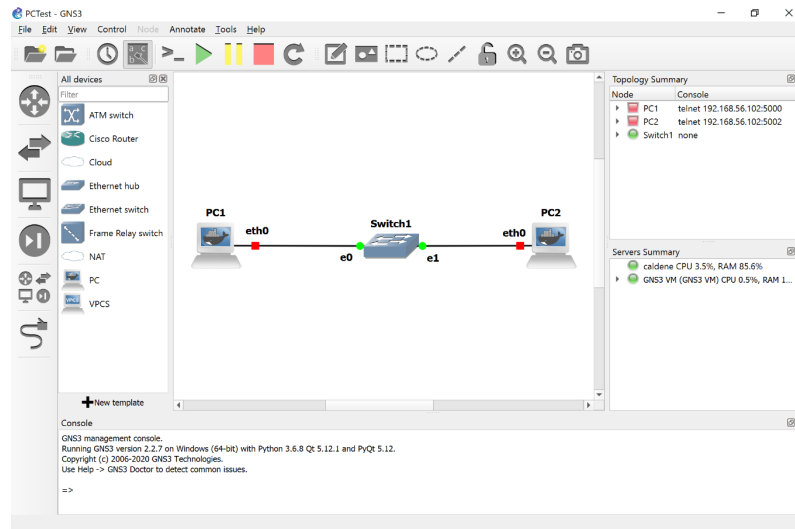 PCTest - GNS3
File Edit View Control Node Annotate Tools Help
All devices
Filter
ATM switch
Cisco Router
Cloud
Ethernet hub
Ethernet switch
Frame Relay switch
NAT
PC
VPCS
New template
PC1
eth0
e0
Switch1
e1
eth0
PC2
Topology Summary
Node Console
PC1 telnet 192.168.56.102:5000
PC2 telnet 192.168.56.102:5002
Switch1 none
Servers Summary
caldene CPU 3.5%, RAM 85.6%
GNS3 VM (GNS3 VM) CPU 0.5%, RAM 1...
Console
GNS3 management console.
Running GNS3 version 2.2.7 on Windows (64-bit) with Python 3.6.8 Qt 5.12.1 and PyQt 5.12.
Copyright (c) 2006-2020 GNS3 Technologies.
Use Help -> GNS3 Doctor to detect common issues.
=>